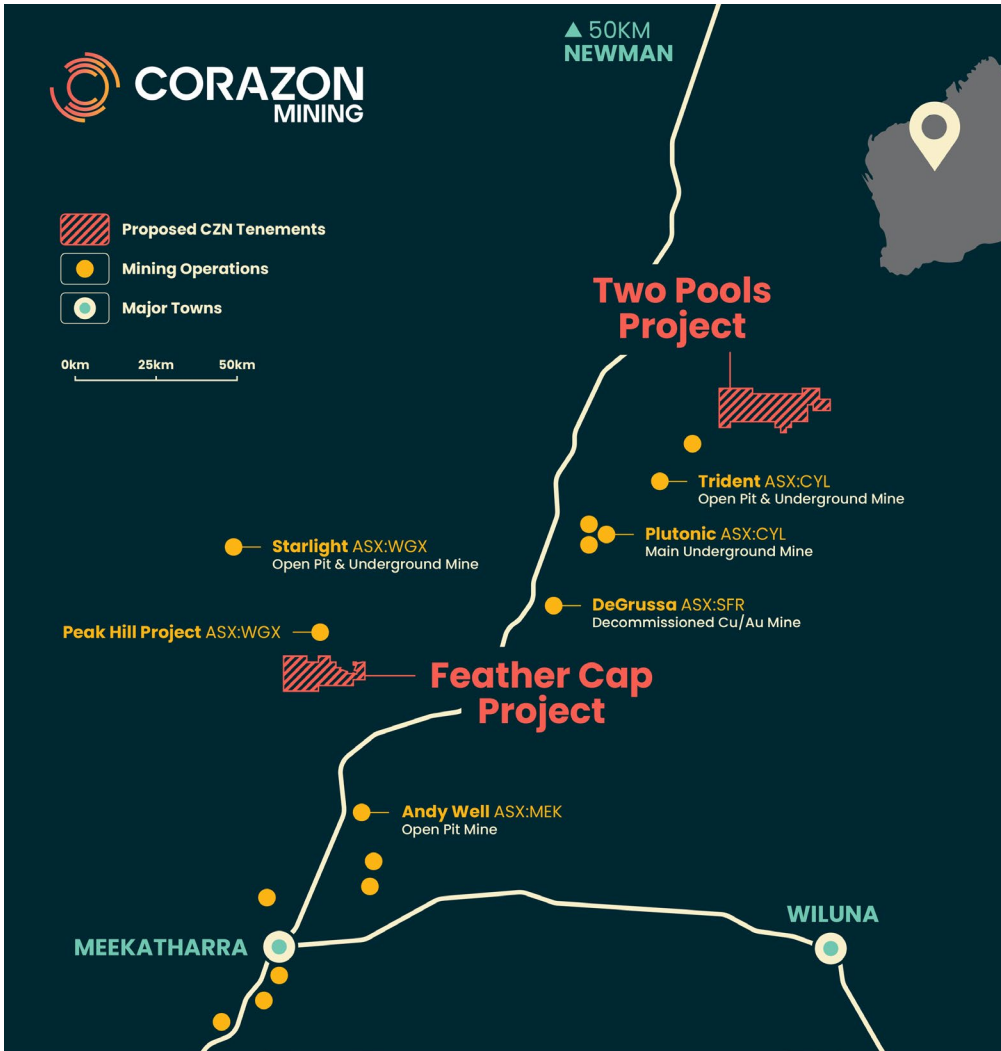 ▲ 50KM
NEWMAN
CORAZON
MINING
Proposed CZN Tenements
Mining Operations
Major Towns
0km 25km 50km
Two Pools
Project
Trident ASX:CYL
Open Pit & Underground Mine
Plutonic ASX:CYL
Main Underground Mine
Starlight ASX:WGX
Open Pit & Underground Mine
DeGrussa ASX:SFR
Decommissioned Cu/Au Mine
Peak Hill Project ASX:WGX
Feather Cap
Project
Andy Well ASX:MEK
Open Pit Mine
WILUNA
MEEKATHARRA